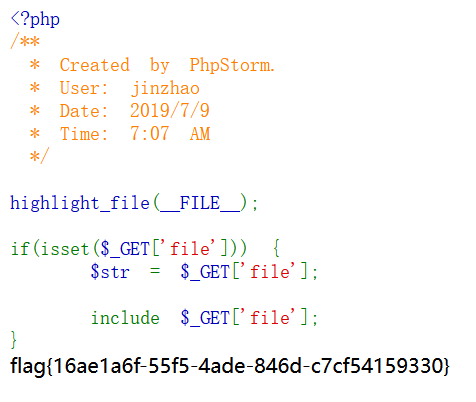 <?php
/**
 * Created by PhpStorm.
 * User: jinzhao
 * Date: 2019/7/9
 * Time: 7:07 AM
 */
highlight_file(__FILE__);
if(isset($_GET['file'])) {
$str = $_GET['file'];
include $_GET['file'];
}
flag{16ae1a6f-55f5-4ade-846d-c7cf54159330}